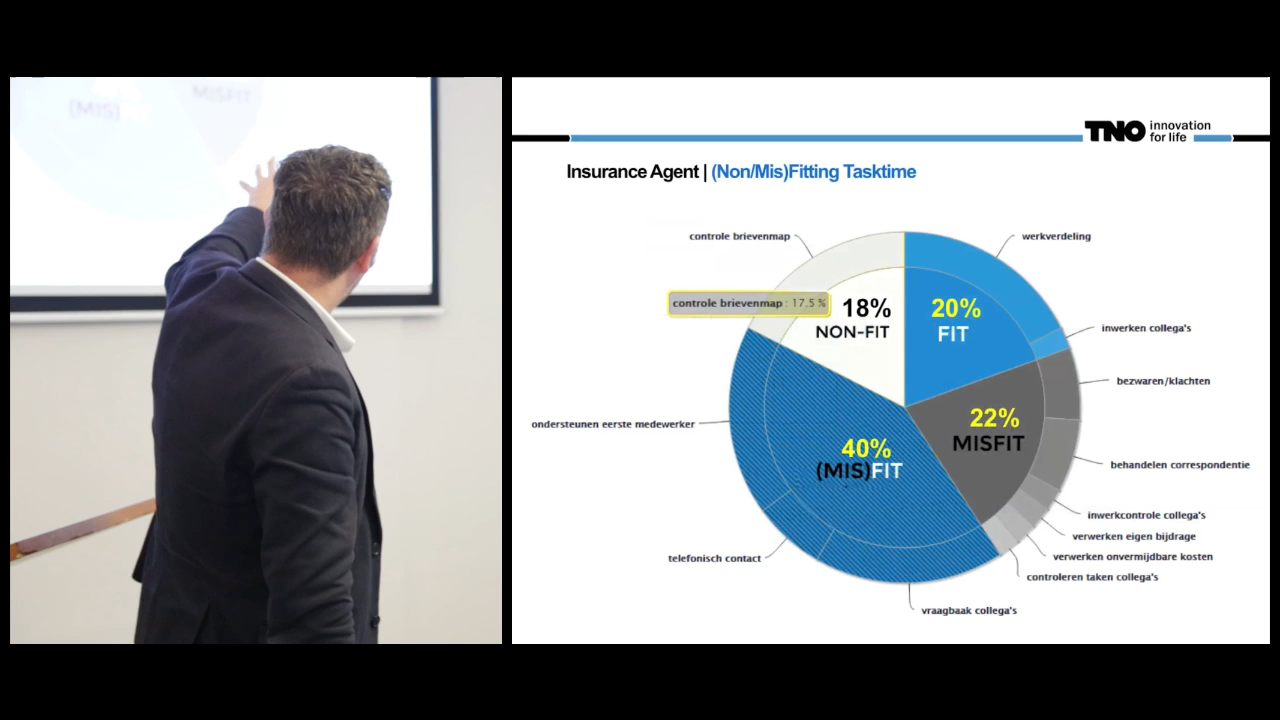 (MIS)
MISFIT
TNO innovation
for life
Insurance Agent | (Non/Mis)Fitting Tasktime
controle brievenmap
werkverdeling
controle brievenmap : 17.5 %
18%
NON-FIT
20%
FIT
inwerken collega's
bezwaren/klachten
22%
MISFIT
ondersteunen eerste medewerker
40%
(MIS)FIT
behandelen correspondentie
inwerkcontrole collega's
verwerken eigen bijdrage
telefonisch contact
verwerken onvermijdbare kosten
controleren taken collega's
vraagbaak collega's